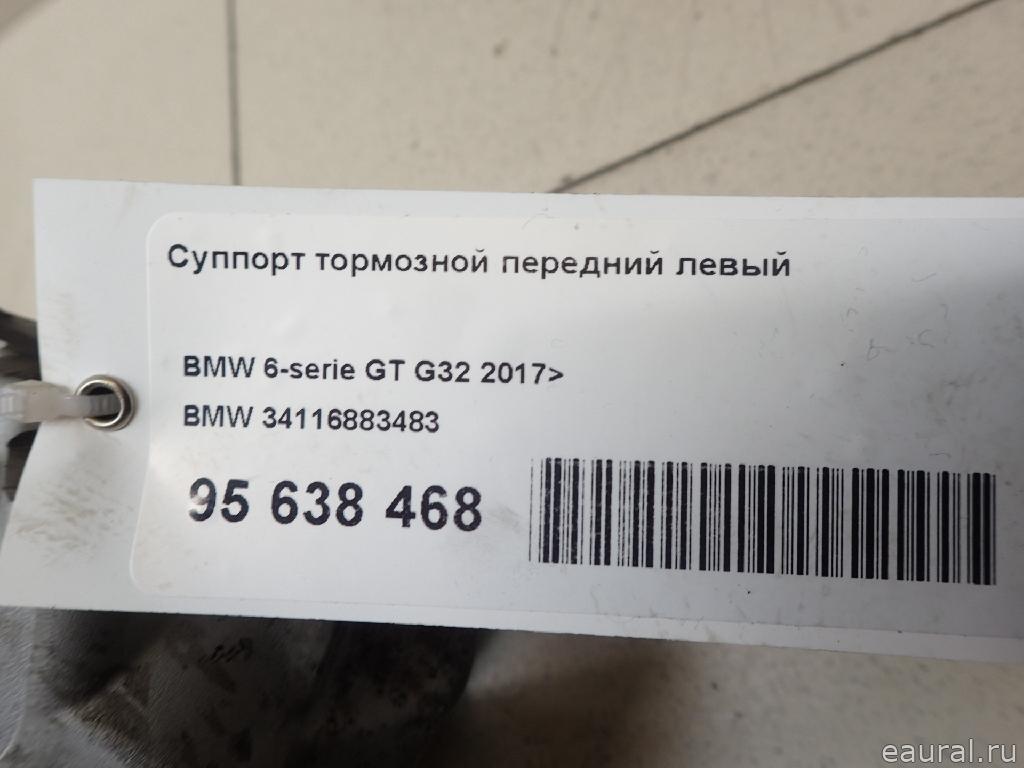 Суппорт тормозной передний левый
BMW 6-serie GT G32 2017>
BMW 34116883483
95 638 468
eaural.ru